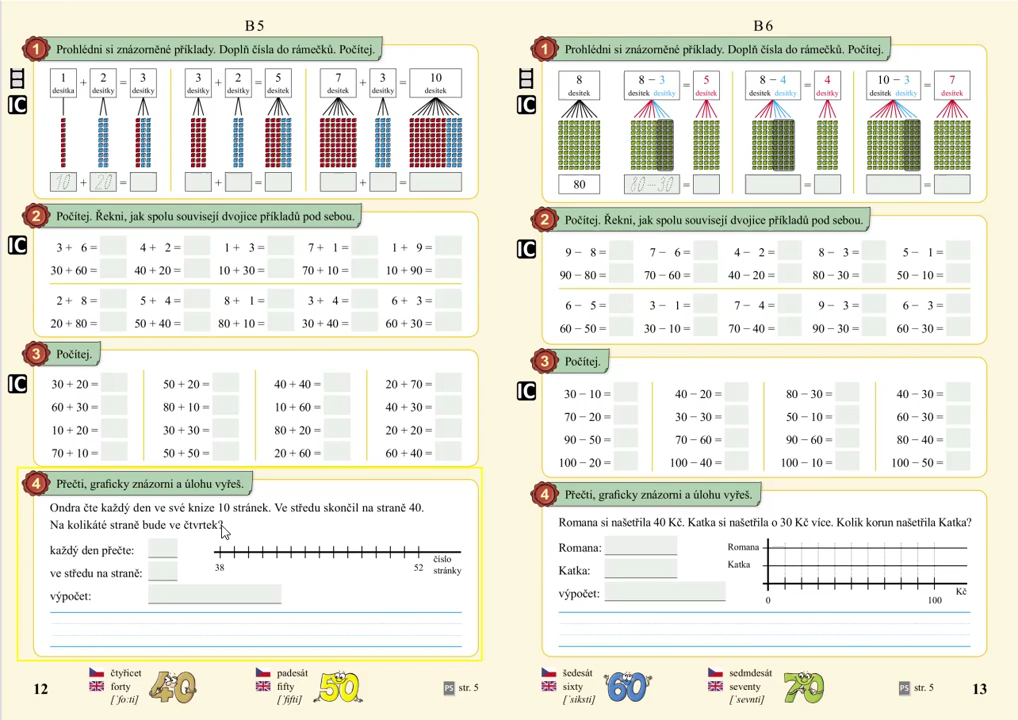 B 5
1 Prohlédni si znázorněné příklady. Doplň čísla do rámečků. Počítej.
1 desítka + 2 desítky = 3 desítky
3 desítky + 2 desítky = 5 desítek
7 desítek + 3 desítky = 10 desítek
10 + 20 =
+ =
+ =
2 Počítej. Řekni, jak spolu souvisejí dvojice příkladů pod sebou.
3 + 6 = 4 + 2 = 1 + 3 = 7 + 1 = 1 + 9 =
30 + 60 = 40 + 20 = 10 + 30 = 70 + 10 = 10 + 90 =
2 + 8 = 5 + 4 = 8 + 1 = 3 + 4 = 6 + 3 =
20 + 80 = 50 + 40 = 80 + 10 = 30 + 40 = 60 + 30 =
3 Počítej.
30 + 20 = 50 + 20 = 40 + 40 = 20 + 70 =
60 + 30 = 80 + 10 = 10 + 60 = 40 + 30 =
10 + 20 = 30 + 30 = 80 + 20 = 20 + 20 =
70 + 10 = 50 + 50 = 20 + 60 = 60 + 40 =
4 Přečti, graficky znázorni a úlohu vyřeš.
Ondra čte každý den ve své knize 10 stránek. Ve středu skončil na straně 40.
Na kolikáté straně bude ve čtvrtek?
každý den přečte:
ve středu na straně:
výpočet:
38 52 číslo stránky
12
čtyřicet
forty
[ˈfoːti]
40
padesát
fifty
[ˈfifti]
50
PS str. 5
B 6
1 Prohlédni si znázorněné příklady. Doplň čísla do rámečků. Počítej.
8 desítek
8 − 3 desítek desítky = 5 desítek
8 − 4 desítek desítky = 4 desítky
10 − 3 desítek desítky = 7 desítek
80
80 − 30 =
=
=
2 Počítej. Řekni, jak spolu souvisejí dvojice příkladů pod sebou.
9 − 8 = 7 − 6 = 4 − 2 = 8 − 3 = 5 − 1 =
90 − 80 = 70 − 60 = 40 − 20 = 80 − 30 = 50 − 10 =
6 − 5 = 3 − 1 = 7 − 4 = 9 − 3 = 6 − 3 =
60 − 50 = 30 − 10 = 70 − 40 = 90 − 30 = 60 − 30 =
3 Počítej.
30 − 10 = 40 − 20 = 80 − 30 = 40 − 30 =
70 − 20 = 30 − 30 = 50 − 10 = 60 − 30 =
90 − 50 = 70 − 60 = 90 − 60 = 80 − 40 =
100 − 20 = 100 − 40 = 100 − 10 = 100 − 50 =
4 Přečti, graficky znázorni a úlohu vyřeš.
Romana si našetřila 40 Kč. Katka si našetřila o 30 Kč více. Kolik korun našetřila Katka?
Romana:
Katka:
výpočet:
Romana
Katka
0 100 Kč
šedesát
sixty
[ˈsiksti]
60
sedmdesát
seventy
[ˈsevnti]
70
PS str. 5
13